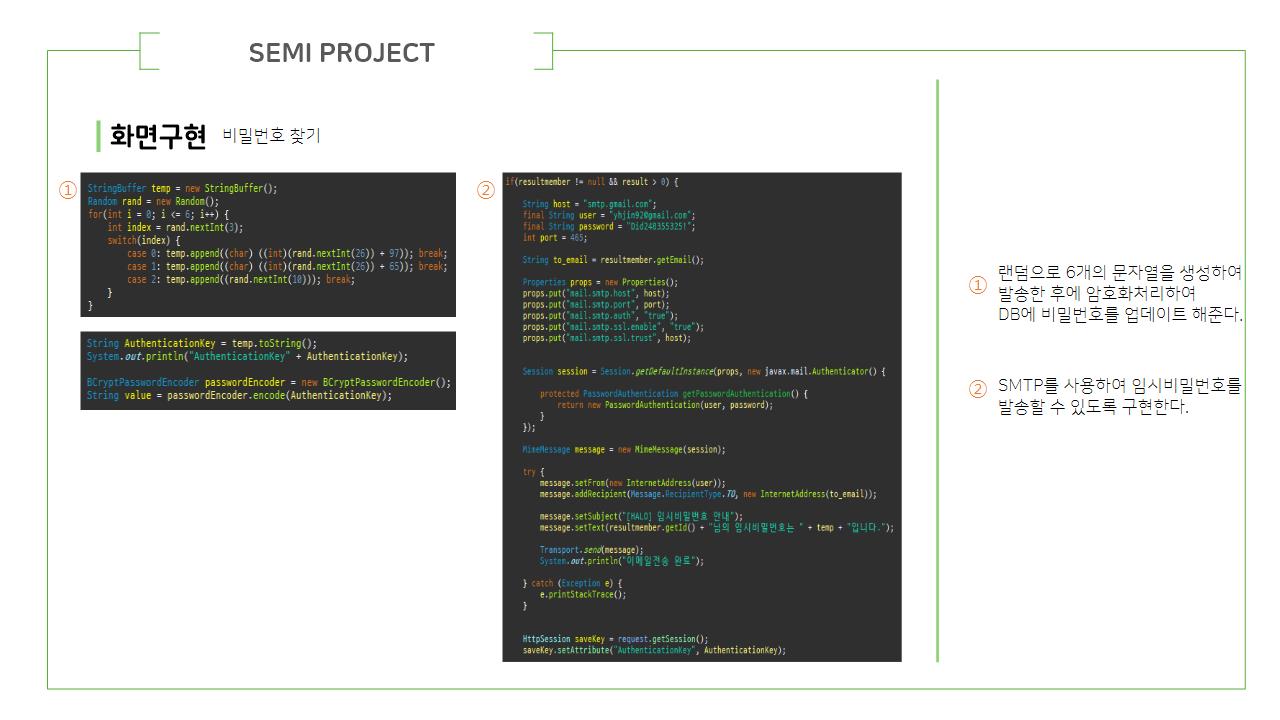 SEMI PROJECT
화면구현 비밀번호 찾기
①
StringBuffer temp = new StringBuffer();
Random rand = new Random();
for(int i = 0; i <= 6; i++) {
int index = rand.nextInt(3);
switch(index) {
case 0: temp.append((char) ((int)(rand.nextInt(26)) + 97)); break;
case 1: temp.append((char) ((int)(rand.nextInt(26)) + 65)); break;
case 2: temp.append((rand.nextInt(10))); break;
}
}
String AuthenticationKey = temp.toString();
System.out.println("AuthenticationKey" + AuthenticationKey);
BCryptPasswordEncoder passwordEncoder = new BCryptPasswordEncoder();
String value = passwordEncoder.encode(AuthenticationKey);
②
if(resultmember != null && result > 0) {
String host = "smtp.gmail.com";
final String user = "yhjin92@gmail.com";
final String password = "Did240355325!";
int port = 465;
String to_email = resultmember.getEmail();
Properties props = new Properties();
props.put("mail.smtp.host", host);
props.put("mail.smtp.port", port);
props.put("mail.smtp.auth", "true");
props.put("mail.smtp.ssl.enable", "true");
props.put("mail.smtp.ssl.trust", host);
Session session = Session.getDefaultInstance(props, new javax.mail.Authenticator() {
protected PasswordAuthentication getPasswordAuthentication() {
return new PasswordAuthentication(user, password);
}
});
MimeMessage message = new MimeMessage(session);
try {
message.setFrom(new InternetAddress(user));
message.addRecipient(Message.RecipientType.TO, new InternetAddress(to_email));
message.setSubject("[HALO] 임시비밀번호 안내");
message.setText(resultmember.getId() + "님의 임시비밀번호는 " + temp + "입니다.");
Transport.send(message);
System.out.println("이메일전송 완료");
} catch (Exception e) {
e.printStackTrace();
}
HttpSession saveKey = request.getSession();
saveKey.setAttribute("AuthenticationKey", AuthenticationKey);
① 랜덤으로 6개의 문자열을 생성하여
발송한 후에 암호화처리하여
DB에 비밀번호를 업데이트 해준다.
② SMTP를 사용하여 임시비밀번호를
발송할 수 있도록 구현한다.